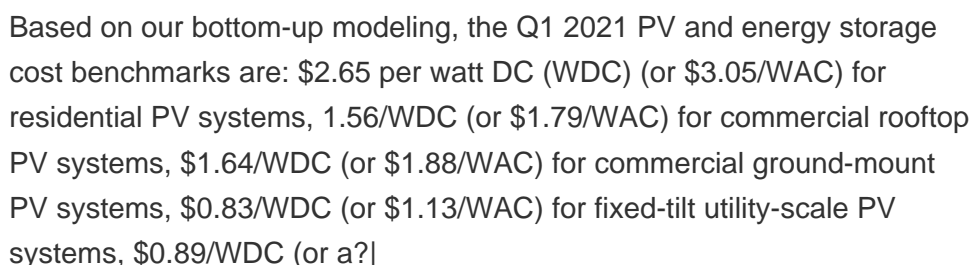 Based on our bottom-up modeling, the Q1 2021 PV and energy storage
cost benchmarks are: $2.65 per watt DC (WDC) (or $3.05/WAC) for
residential PV systems, 1.56/WDC (or $1.79/WAC) for commercial rooftop
PV systems, $1.64/WDC (or $1.88/WAC) for commercial ground-mount
PV systems, $0.83/WDC (or $1.13/WAC) for fixed-tilt utility-scale PV
systems, $0.89/WDC (or a?|